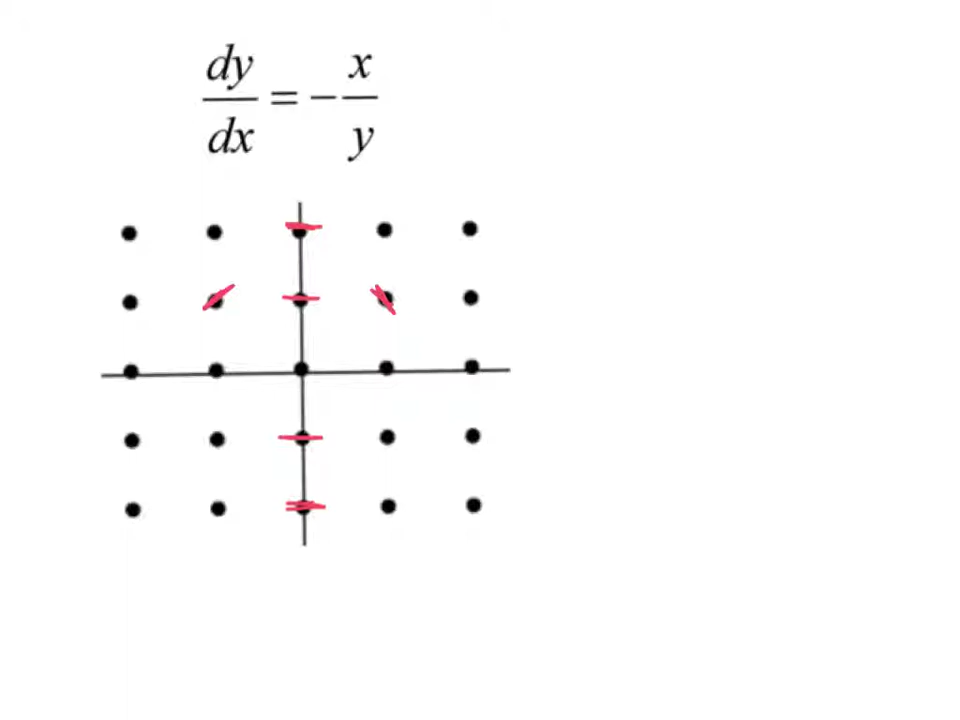 dy/dx = -x/y